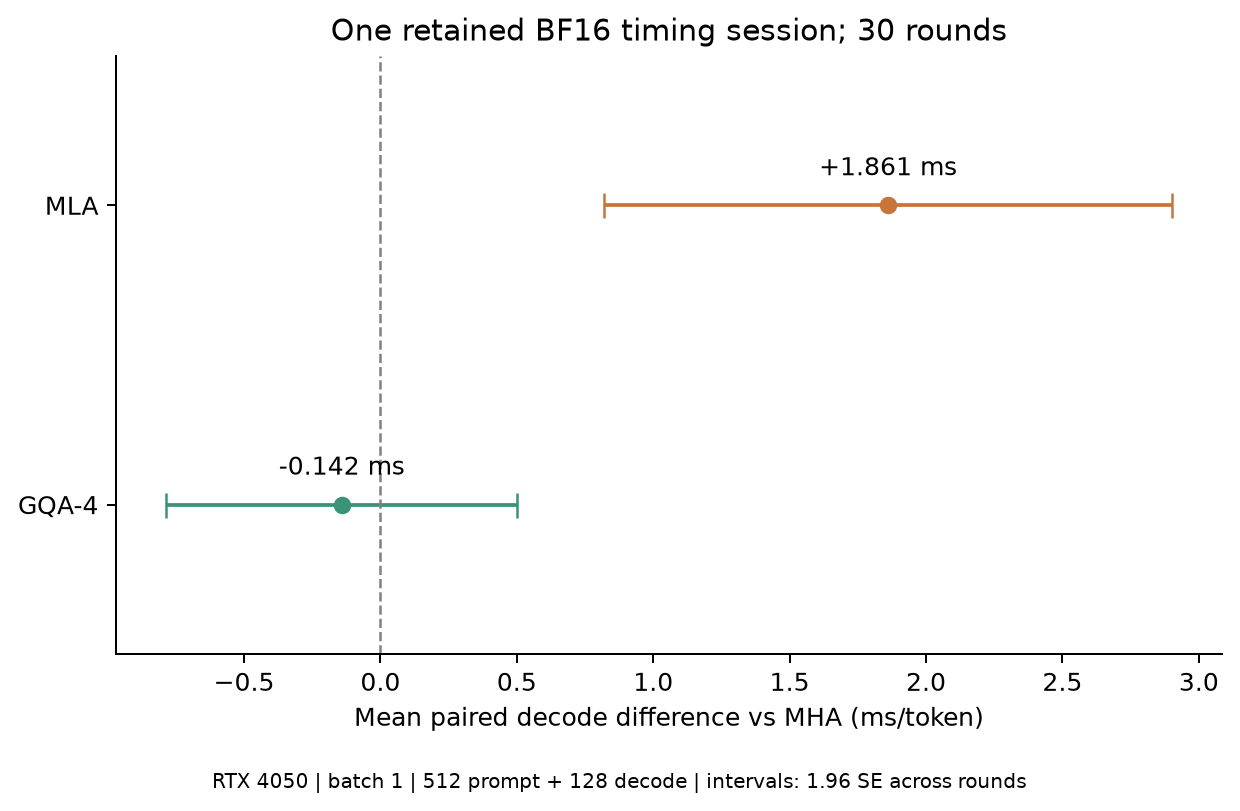 One retained BF16 timing session; 30 rounds
MLA
+1.861 ms
GQA-4
-0.142 ms
−0.5 0.0 0.5 1.0 1.5 2.0 2.5 3.0
Mean paired decode difference vs MHA (ms/token)
RTX 4050 | batch 1 | 512 prompt + 128 decode | intervals: 1.96 SE across rounds